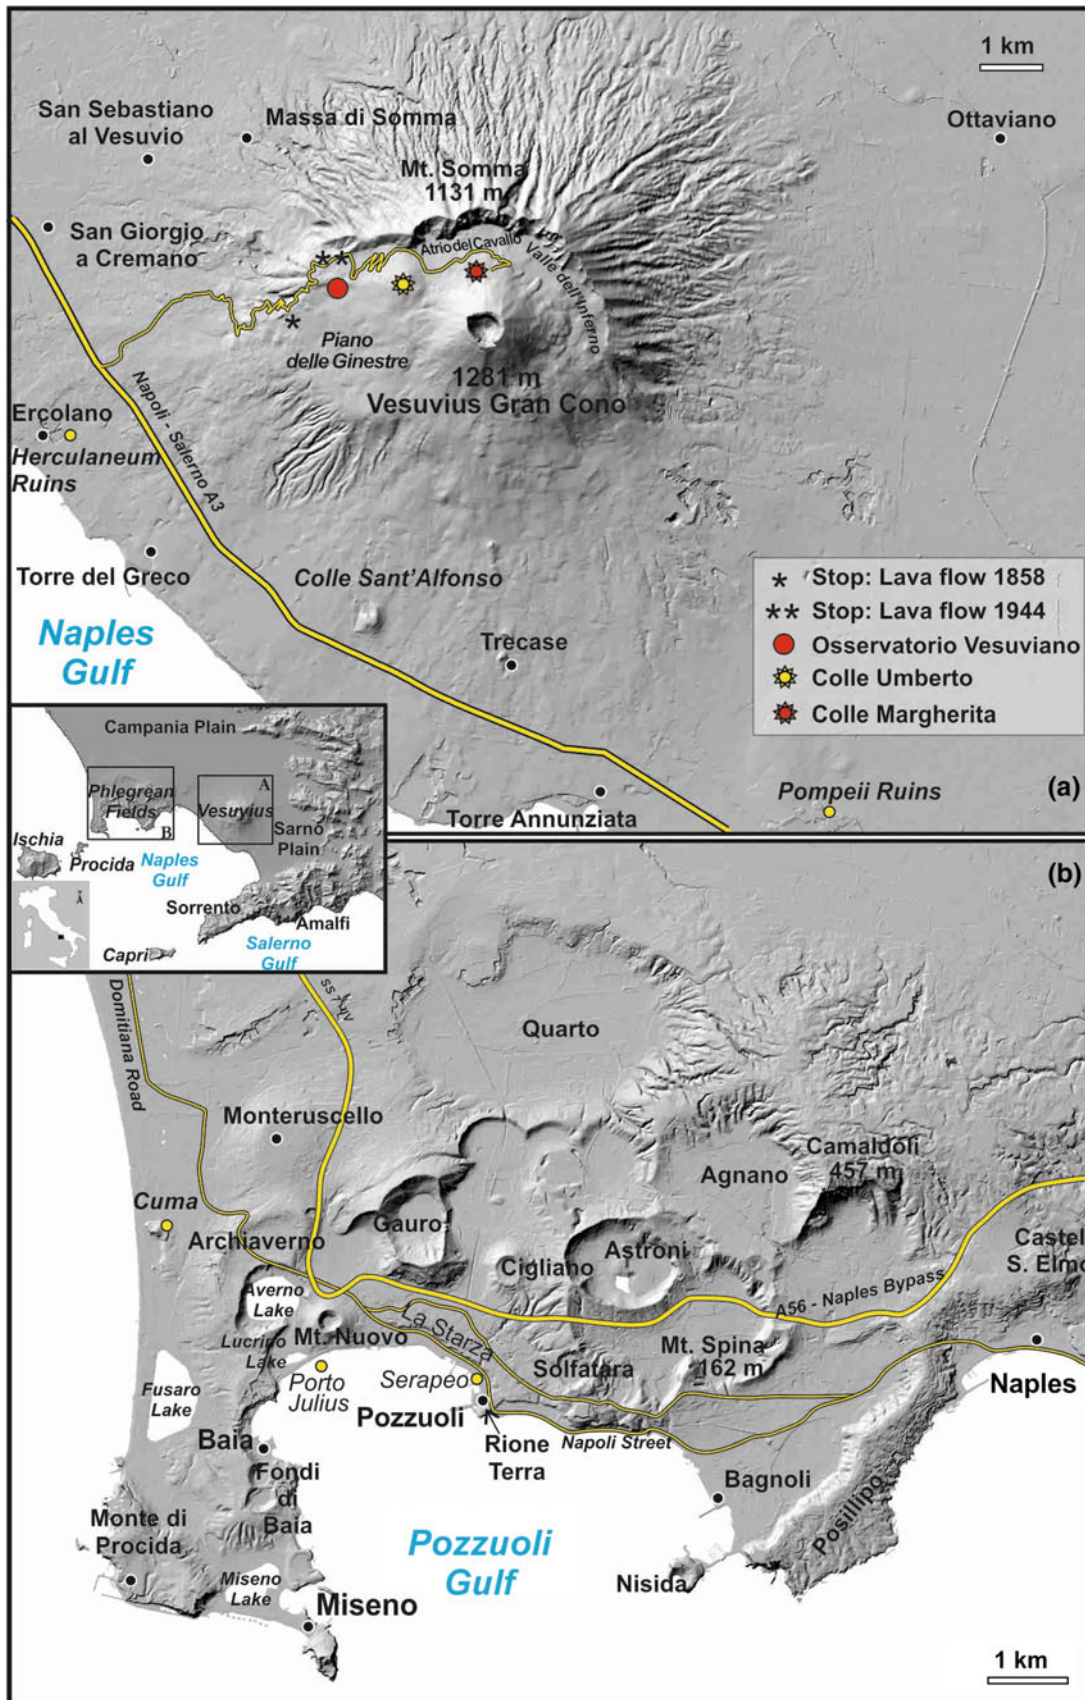 1 km
San Sebastiano
al Vesuvio
Massa di Somma
Ottaviano
Mt. Somma
1131 m
San Giorgio
a Cremano
Atrio del Cavallo
Valle dell'Inferno
**
*
Piano
delle Ginestre
1281 m
Vesuvius Gran Cono
Napoli - Salerno A3
Ercolano
Herculaneum
Ruins
Torre del Greco
Colle Sant'Alfonso
Naples
Gulf
Trecase
* Stop: Lava flow 1858
** Stop: Lava flow 1944
Osservatorio Vesuviano
Colle Umberto
Colle Margherita
Torre Annunziata
Pompeii Ruins
(a)
Campania Plain
A
Phlegrean
Fields
B
Vesuvius
Sarno
Plain
Ischia
Procida
Naples
Gulf
Sorrento
Amalfi
Salerno
Gulf
Capri
(b)
Domitiana Road
Quarto
Monteruscello
Camaldoli
457 m
Agnano
Cuma
Gauro
Archiaverno
Astroni
Cigliano
Castel
S. Elmo
Averno
Lake
A56 - Naples Bypass
La Starza
Mt. Nuovo
Lucrino
Lake
Mt. Spina
162 m
Solfatara
Porto
Julius
Serapeo
Fusaro
Lake
Naples
Pozzuoli
Baia
Rione
Terra
Napoli Street
Fondi
di
Baia
Bagnoli
Posillipo
Monte di
Procida
Pozzuoli
Gulf
Miseno
Lake
Nisida
Miseno
1 km